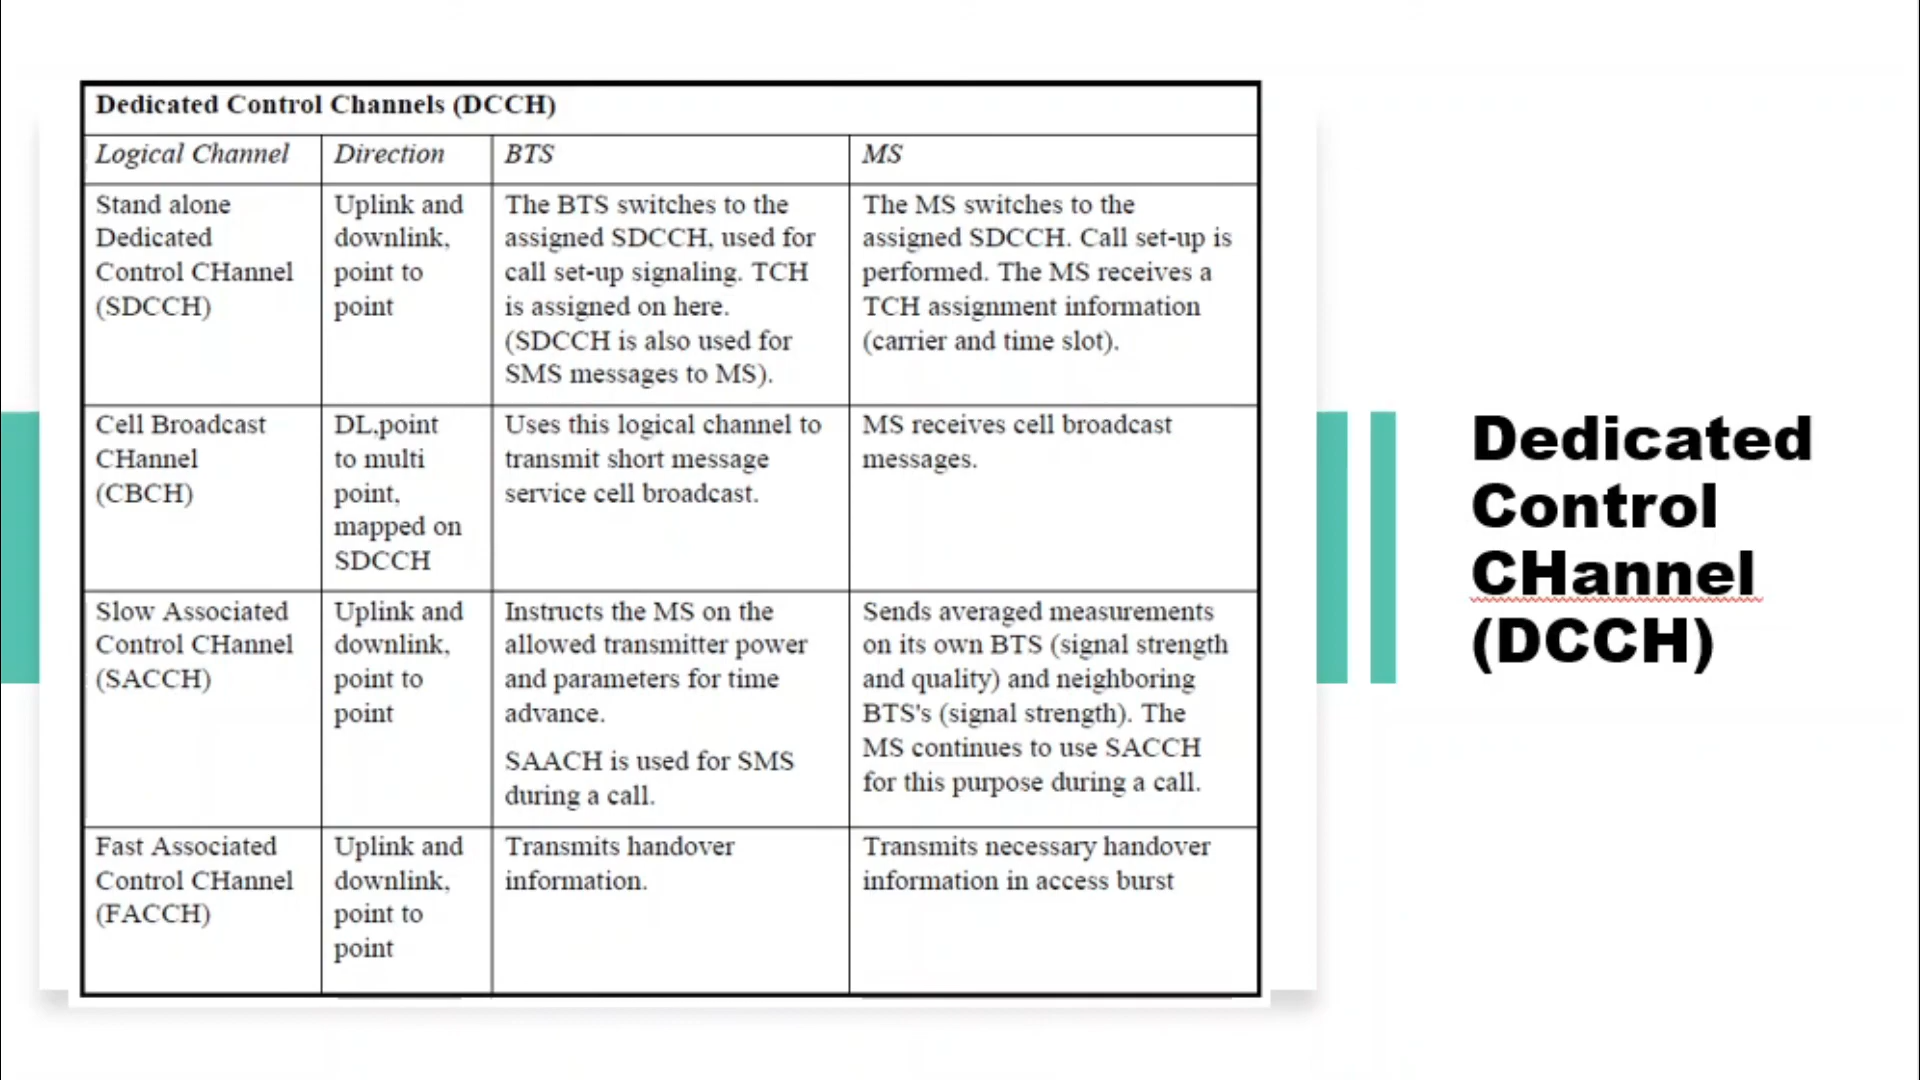 Dedicated Control Channels (DCCH)
Logical Channel
Direction
BTS
MS
Stand alone
Dedicated
Control CHannel
(SDCCH)
Uplink and
downlink,
point to
point
The BTS switches to the
assigned SDCCH, used for
call set-up signaling. TCH
is assigned on here.
(SDCCH is also used for
SMS messages to MS).
The MS switches to the
assigned SDCCH. Call set-up is
performed. The MS receives a
TCH assignment information
(carrier and time slot).
Cell Broadcast
CHannel
(CBCH)
DL,point
to multi
point,
mapped on
SDCCH
Uses this logical channel to
transmit short message
service cell broadcast.
MS receives cell broadcast
messages.
Slow Associated
Control CHannel
(SACCH)
Uplink and
downlink,
point to
point
Instructs the MS on the
allowed transmitter power
and parameters for time
advance.
SAACH is used for SMS
during a call.
Sends averaged measurements
on its own BTS (signal strength
and quality) and neighboring
BTS's (signal strength). The
MS continues to use SACCH
for this purpose during a call.
Fast Associated
Control CHannel
(FACCH)
Uplink and
downlink,
point to
point
Transmits handover
information.
Transmits necessary handover
information in access burst
Dedicated
Control
CHannel
(DCCH)